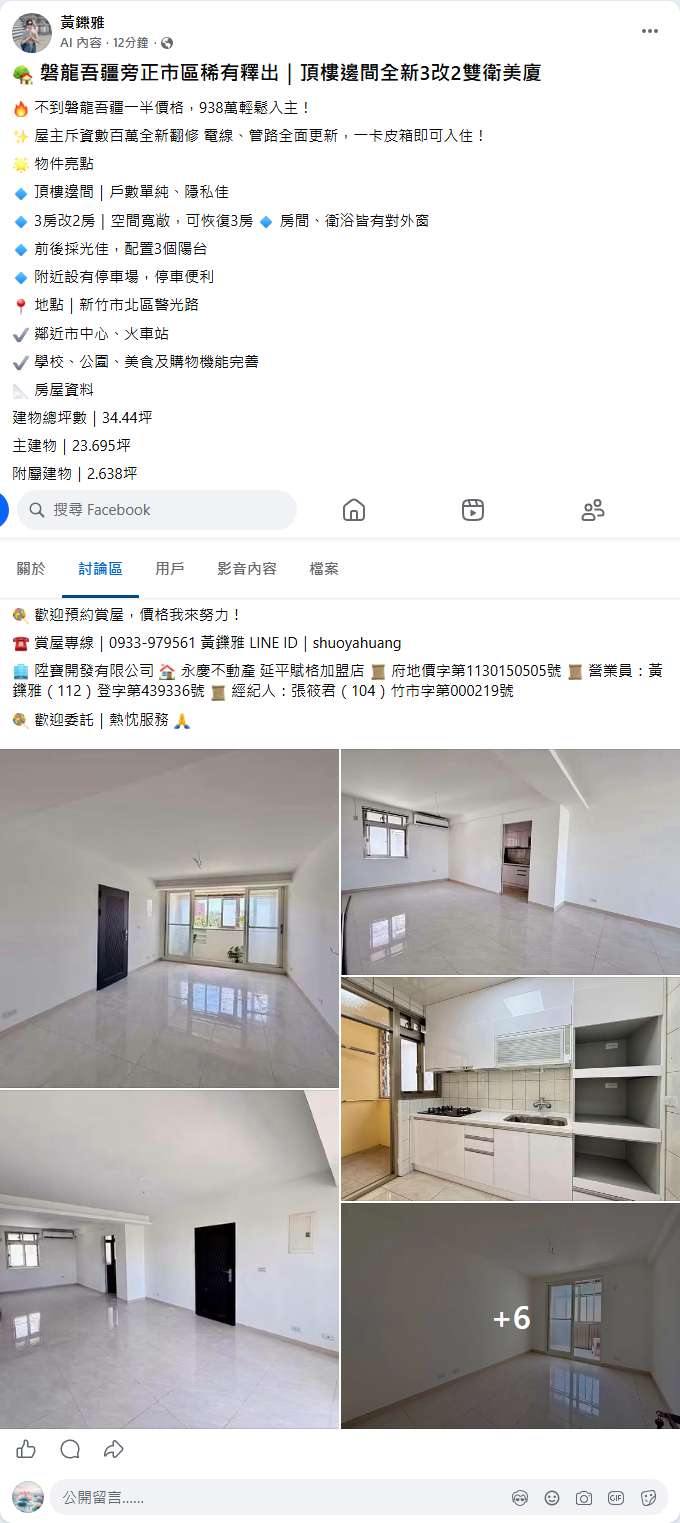 黃鑠雅
AI 內容 · 12分鐘 ·
🏡 磐龍吾疆旁正市區稀有釋出｜頂樓邊間全新3改2雙衛美廈
🔥 不到磐龍吾疆一半價格，938萬輕鬆入主！
✨ 屋主斥資數百萬全新翻修 電線、管路全面更新，一卡皮箱即可入住！
🌟 物件亮點
🔹 頂樓邊間｜戶數單純、隱私佳
🔹 3房改2房｜空間寬敞，可恢復3房 🔹 房間、衛浴皆有對外窗
🔹 前後採光佳，配置3個陽台
🔹 附近設有停車場，停車便利
📍 地點｜新竹市北區警光路
✔️ 鄰近市中心、火車站
✔️ 學校、公園、美食及購物機能完善
📐 房屋資料
建物總坪數｜34.44坪
主建物｜23.695坪
附屬建物｜2.638坪
搜尋 Facebook
關於 討論區 用戶 影音內容 檔案
歡迎預約賞屋，價格我來努力！
☎️ 賞屋專線｜0933-979561 黃鑠雅 LINE ID｜shuoyahuang
🏢 陞寶開發有限公司 🏠 永慶不動產 延平賦格加盟店 📜 府地價字第1130150505號 📜 營業員：黃
鑠雅（112）登字第439336號 📜 經紀人：張筱君（104）竹市字第000219號
歡迎委託｜熱忱服務 🙏
+6
公開留言……
GIF